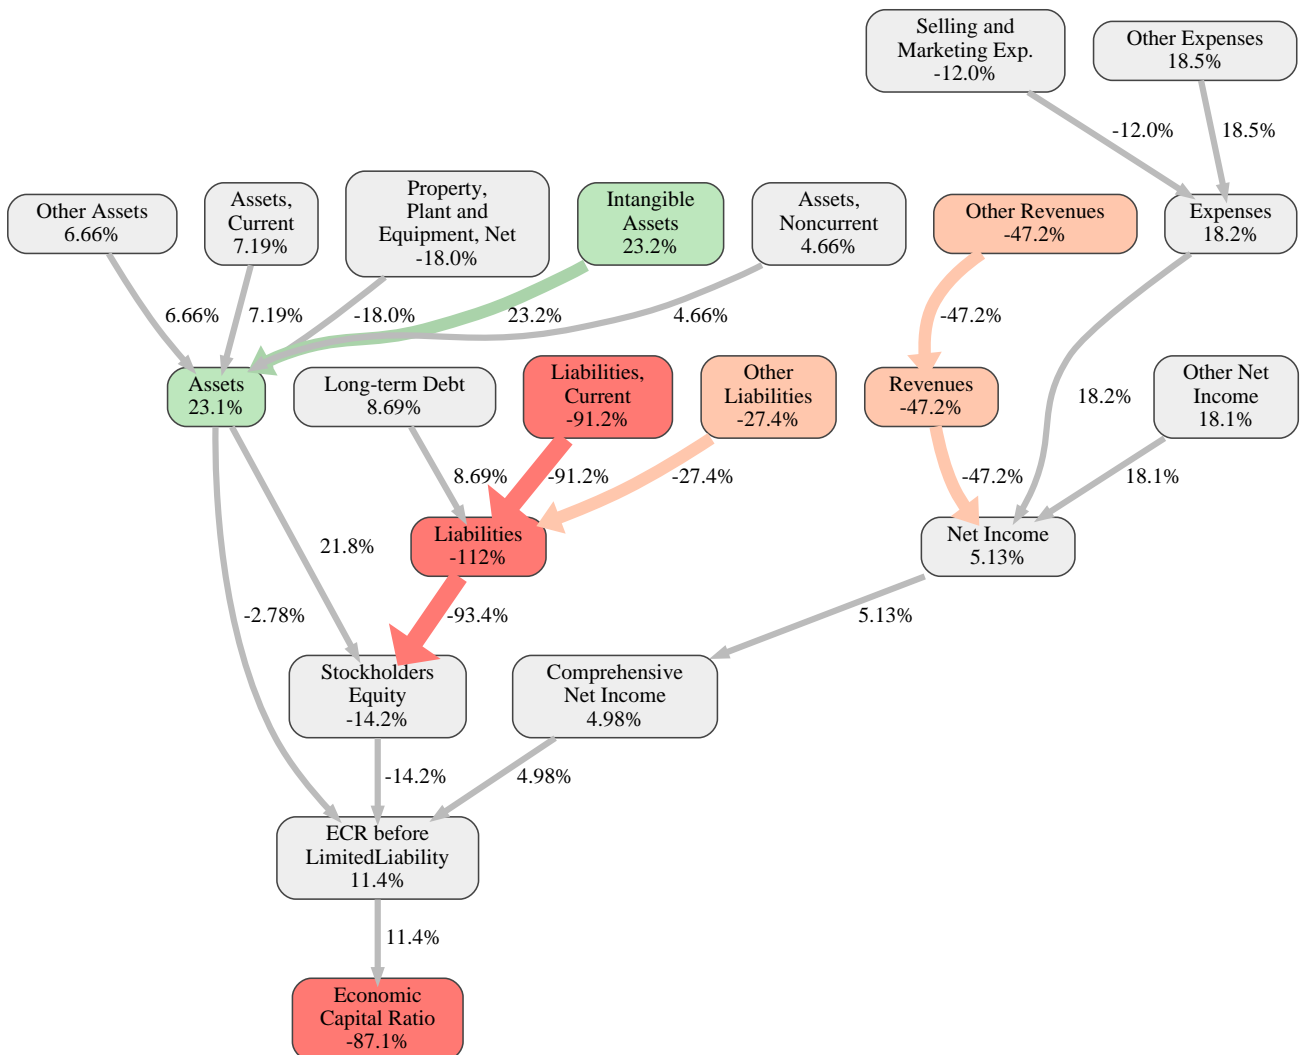 Selling and
Marketing Exp.
-12.0%
Other Expenses
18.5%
-12.0%
18.5%
Other Assets
6.66%
Assets,
Current
7.19%
Property,
Plant and
Equipment, Net
-18.0%
Intangible
Assets
23.2%
Assets,
Noncurrent
4.66%
Other Revenues
-47.2%
Expenses
18.2%
6.66%
7.19%
-18.0%
23.2%
4.66%
-47.2%
Assets
23.1%
Long-term Debt
8.69%
Liabilities,
Current
-91.2%
Other
Liabilities
-27.4%
Revenues
-47.2%
18.2%
Other Net
Income
18.1%
8.69%
-91.2%
-27.4%
-47.2%
18.1%
21.8%
Liabilities
-112%
Net Income
5.13%
-2.78%
-93.4%
5.13%
Stockholders
Equity
-14.2%
Comprehensive
Net Income
4.98%
-14.2%
4.98%
ECR before
LimitedLiability
11.4%
11.4%
Economic
Capital Ratio
-87.1%